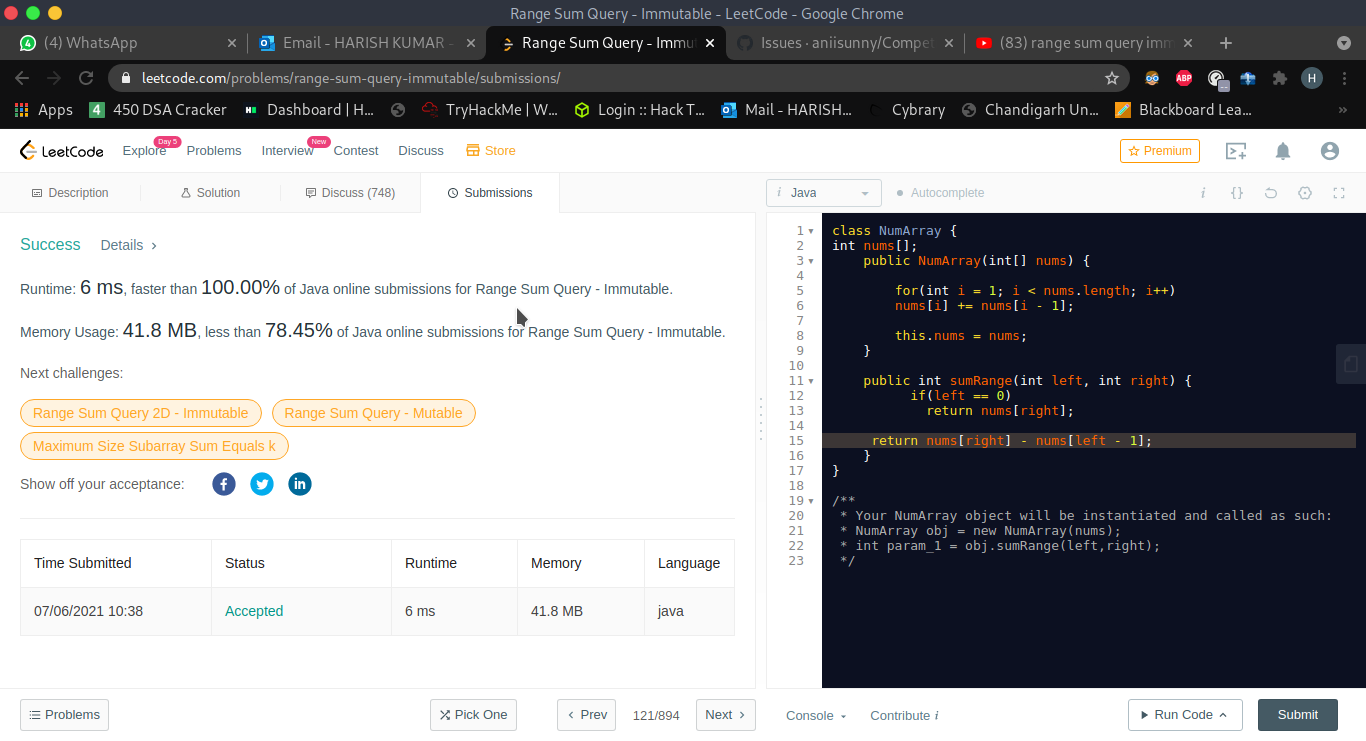 Range Sum Query - Immutable - LeetCode - Google Chrome
(4) WhatsApp
Email - HARISH KUMAR -
Range Sum Query - Immu
Issues · aniisunny/Compet
(83) range sum query imm
leetcode.com/problems/range-sum-query-immutable/submissions/
ABP
H
Apps
4 450 DSA Cracker
Dashboard | H...
TryHackMe | W...
Login :: Hack T...
Mail - HARISH...
Cybrary
Chandigarh Un...
Blackboard Lea...
»
LeetCode
Explore
Day 5
Problems
Interview
New
Contest
Discuss
Store
Premium
Description
Solution
Discuss (748)
Submissions
i Java
Autocomplete
i {}
Success
Details >
Runtime: 6 ms, faster than 100.00% of Java online submissions for Range Sum Query - Immutable.
Memory Usage: 41.8 MB, less than 78.45% of Java online submissions for Range Sum Query - Immutable.
Next challenges:
Range Sum Query 2D - Immutable
Range Sum Query - Mutable
Maximum Size Subarray Sum Equals k
Show off your acceptance:
Time Submitted Status Runtime Memory Language
07/06/2021 10:38 Accepted 6 ms 41.8 MB java
1 class NumArray {
2 int nums[];
3 public NumArray(int[] nums) {
4
5 for(int i = 1; i < nums.length; i++)
6 nums[i] += nums[i - 1];
7
8 this.nums = nums;
9 }
10
11 public int sumRange(int left, int right) {
12 if(left == 0)
13 return nums[right];
14
15 return nums[right] - nums[left - 1];
16 }
17 }
18
19 /**
20 * Your NumArray object will be instantiated and called as such:
21 * NumArray obj = new NumArray(nums);
22 * int param_1 = obj.sumRange(left,right);
23 */
Problems
Pick One
‹ Prev
121/894
Next ›
Console
Contribute i
Run Code
Submit